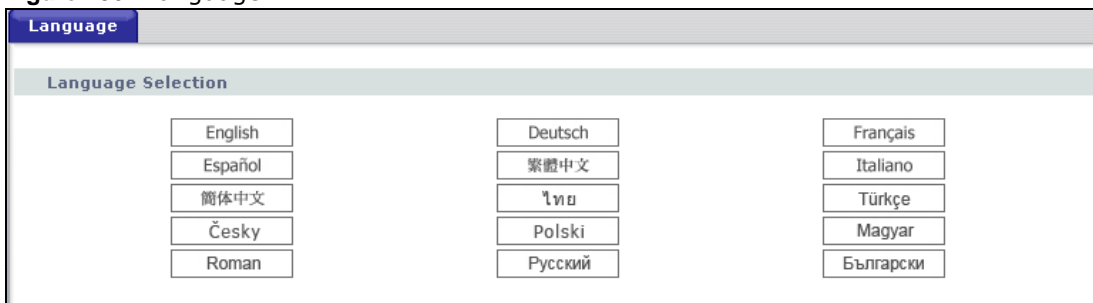 Language
Language Selection
English Deutsch Français
Español 繁體中文 Italiano
簡体中文 ไทย Türkçe
Česky Polski Magyar
Roman Русский Български